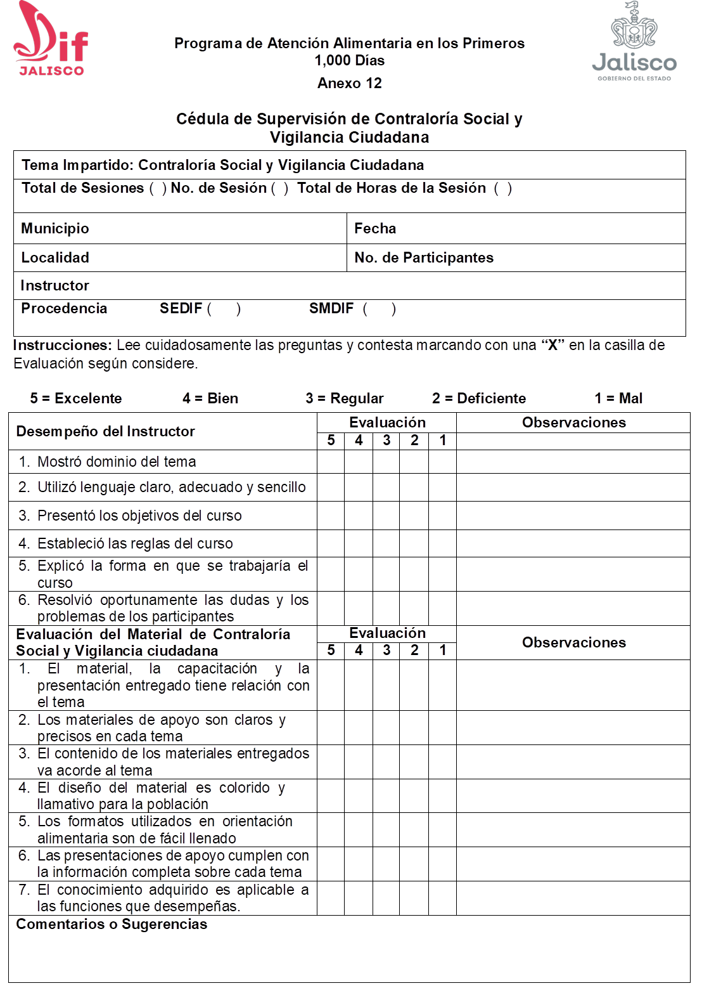 Dif
JALISCO
Programa de Atención Alimentaria en los Primeros
1,000 Días
Anexo 12
Jalisco
GOBIERNO DEL ESTADO
Cédula de Supervisión de Contraloría Social y
Vigilancia Ciudadana
Tema Impartido: Contraloría Social y Vigilancia Ciudadana
Total de Sesiones ( ) No. de Sesión ( ) Total de Horas de la Sesión ( )
Municipio Fecha
Localidad No. de Participantes
Instructor
Procedencia SEDIF ( ) SMDIF ( )
Instrucciones: Lee cuidadosamente las preguntas y contesta marcando con una “X” en la casilla de
Evaluación según considere.
5 = Excelente 4 = Bien 3 = Regular 2 = Deficiente 1 = Mal
Desempeño del Instructor Evaluación Observaciones
5 4 3 2 1
1. Mostró dominio del tema
2. Utilizó lenguaje claro, adecuado y sencillo
3. Presentó los objetivos del curso
4. Estableció las reglas del curso
5. Explicó la forma en que se trabajaría el
curso
6. Resolvió oportunamente las dudas y los
problemas de los participantes
Evaluación del Material de Contraloría
Social y Vigilancia ciudadana
Evaluación
5 4 3 2 1
Observaciones
1. El material, la capacitación y la
presentación entregado tiene relación con
el tema
2. Los materiales de apoyo son claros y
precisos en cada tema
3. El contenido de los materiales entregados
va acorde al tema
4. El diseño del material es colorido y
llamativo para la población
5. Los formatos utilizados en orientación
alimentaria son de fácil llenado
6. Las presentaciones de apoyo cumplen con
la información completa sobre cada tema
7. El conocimiento adquirido es aplicable a
las funciones que desempeñas.
Comentarios o Sugerencias